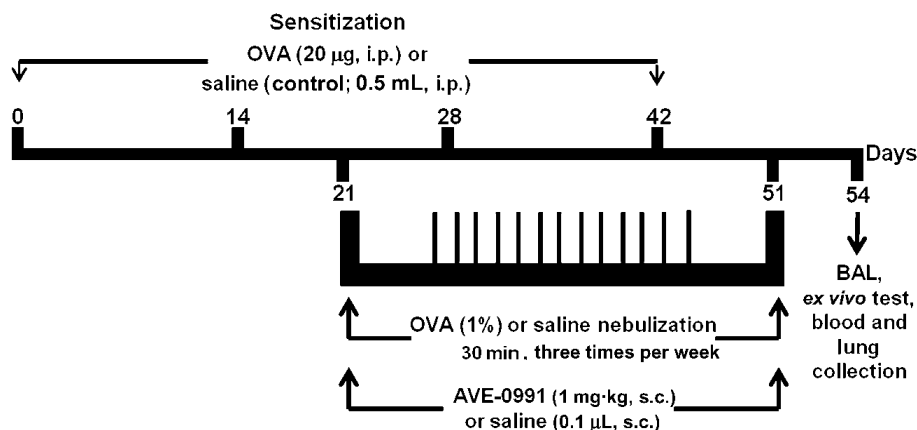 Sensitization
OVA (20 µg, i.p.) or
saline (control; 0.5 mL, i.p.)
0
14
28
42
Days
21
51
54
BAL,
ex vivo test,
blood and
lung
collection
OVA (1%) or saline nebulization
30 min . three times per week
AVE-0991 (1 mg·kg, s.c.)
or saline (0.1 µL, s.c.)